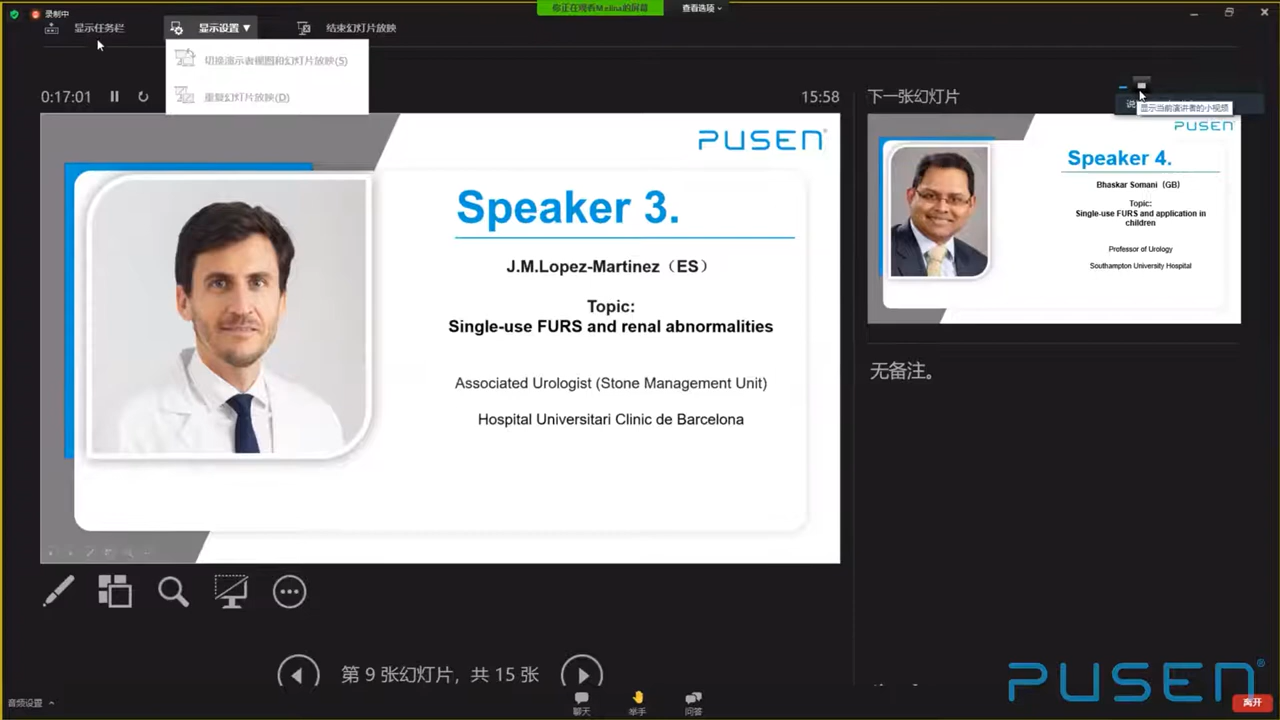 录制中
你正在观看Melina的屏幕
查看选项
显示任务栏
显示设置 ▼
结束幻灯片放映
切换演示者视图和幻灯片放映(S)
重复幻灯片放映(D)
0:17:01
15:58
下一张幻灯片
显示当前演讲者的小视频
PUSEN®
Speaker 3.
J.M.Lopez-Martinez（ES）
Topic:
Single-use FURS and renal abnormalities
Associated Urologist (Stone Management Unit)
Hospital Universitari Clinic de Barcelona
PUSEN
Speaker 4.
Bhaskar Somani（GB）
Topic:
Single-use FURS and application in
children
Professor of Urology
Southampton University Hospital
无备注。
第 9 张幻灯片，共 15 张
PUSEN®
音频设置
聊天
举手
问答
离开